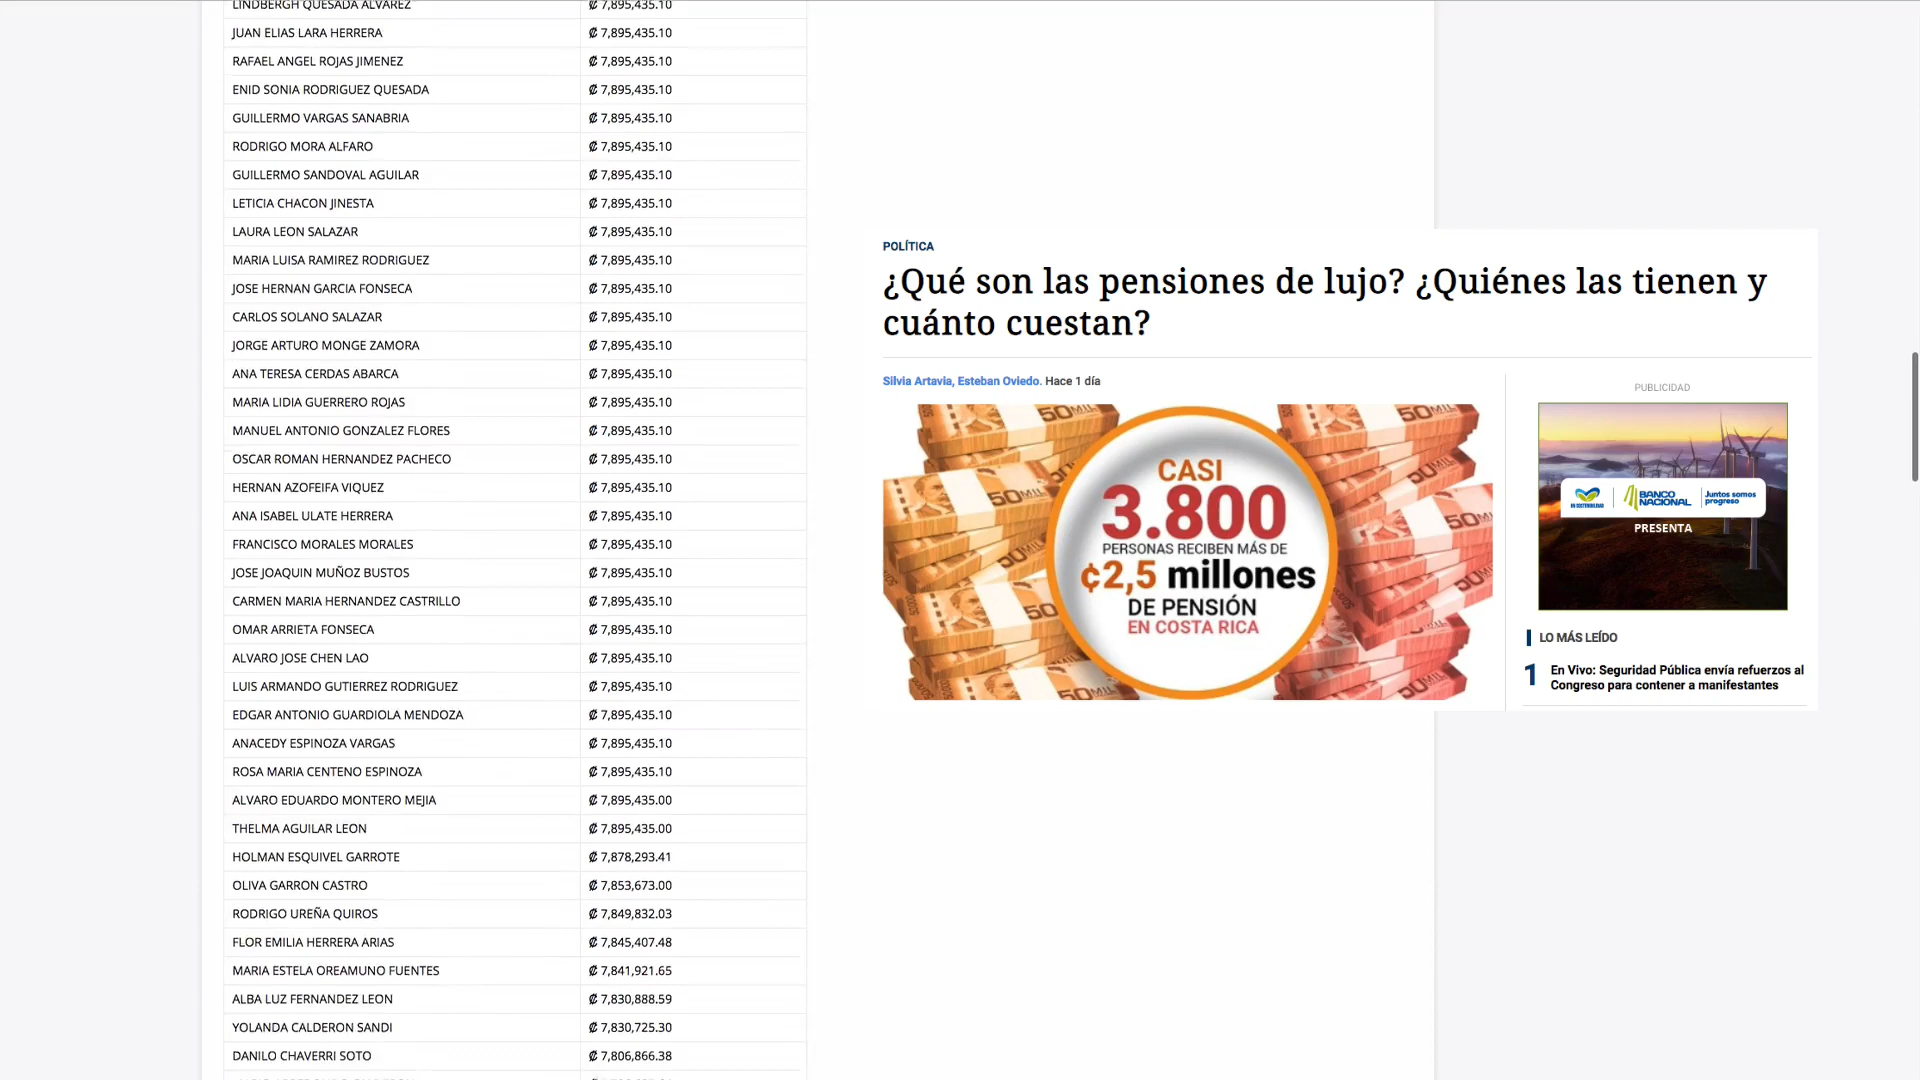 LINDBERGH QUESADA ALVAREZ ₡ 7,895,435.10
JUAN ELIAS LARA HERRERA ₡ 7,895,435.10
RAFAEL ANGEL ROJAS JIMENEZ ₡ 7,895,435.10
ENID SONIA RODRIGUEZ QUESADA ₡ 7,895,435.10
GUILLERMO VARGAS SANABRIA ₡ 7,895,435.10
RODRIGO MORA ALFARO ₡ 7,895,435.10
GUILLERMO SANDOVAL AGUILAR ₡ 7,895,435.10
LETICIA CHACON JINESTA ₡ 7,895,435.10
LAURA LEON SALAZAR ₡ 7,895,435.10
MARIA LUISA RAMIREZ RODRIGUEZ ₡ 7,895,435.10
JOSE HERNAN GARCIA FONSECA ₡ 7,895,435.10
CARLOS SOLANO SALAZAR ₡ 7,895,435.10
JORGE ARTURO MONGE ZAMORA ₡ 7,895,435.10
ANA TERESA CERDAS ABARCA ₡ 7,895,435.10
MARIA LIDIA GUERRERO ROJAS ₡ 7,895,435.10
MANUEL ANTONIO GONZALEZ FLORES ₡ 7,895,435.10
OSCAR ROMAN HERNANDEZ PACHECO ₡ 7,895,435.10
HERNAN AZOFEIFA VIQUEZ ₡ 7,895,435.10
ANA ISABEL ULATE HERRERA ₡ 7,895,435.10
FRANCISCO MORALES MORALES ₡ 7,895,435.10
JOSE JOAQUIN MUÑOZ BUSTOS ₡ 7,895,435.10
CARMEN MARIA HERNANDEZ CASTRILLO ₡ 7,895,435.10
OMAR ARRIETA FONSECA ₡ 7,895,435.10
ALVARO JOSE CHEN LAO ₡ 7,895,435.10
LUIS ARMANDO GUTIERREZ RODRIGUEZ ₡ 7,895,435.10
EDGAR ANTONIO GUARDIOLA MENDOZA ₡ 7,895,435.10
ANACEDY ESPINOZA VARGAS ₡ 7,895,435.10
ROSA MARIA CENTENO ESPINOZA ₡ 7,895,435.10
ALVARO EDUARDO MONTERO MEJIA ₡ 7,895,435.00
THELMA AGUILAR LEON ₡ 7,895,435.00
HOLMAN ESQUIVEL GARROTE ₡ 7,878,293.41
OLIVA GARRON CASTRO ₡ 7,853,673.00
RODRIGO UREÑA QUIROS ₡ 7,849,832.03
FLOR EMILIA HERRERA ARIAS ₡ 7,845,407.48
MARIA ESTELA OREAMUNO FUENTES ₡ 7,841,921.65
ALBA LUZ FERNANDEZ LEON ₡ 7,830,888.59
YOLANDA CALDERON SANDI ₡ 7,830,725.30
DANILO CHAVERRI SOTO ₡ 7,806,866.38
POLÍTICA
¿Qué son las pensiones de lujo? ¿Quiénes las tienen y
cuánto cuestan?
Silvia Artavia, Esteban Oviedo. Hace 1 día
50MIL
CASI
3.800
PERSONAS RECIBEN MÁS DE
¢2,5 millones
DE PENSIÓN
EN COSTA RICA
PUBLICIDAD
BANCO
NACIONAL
Juntos somos
progreso
PRESENTA
LO MÁS LEÍDO
1 En Vivo: Seguridad Pública envía refuerzos al
Congreso para contener a manifestantes